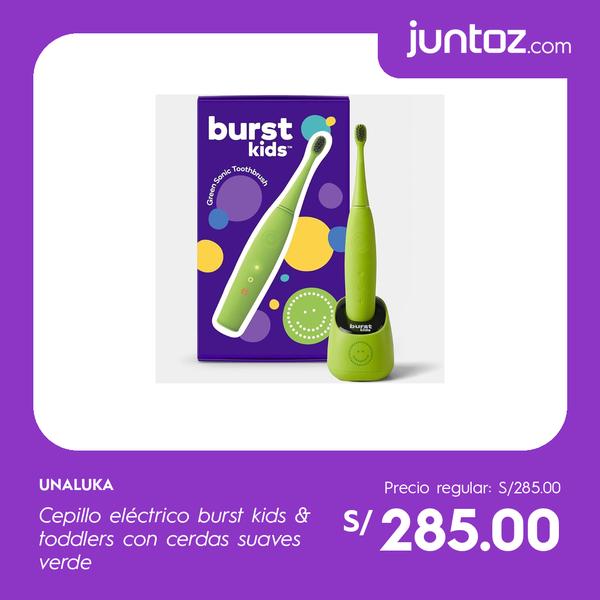 juntoz.com
burst
kids™
Green Sonic Toothbrush
burst
kids
UNALUKA
Cepillo eléctrico burst kids &
toddlers con cerdas suaves
verde
Precio regular: S/285.00
S/ 285.00